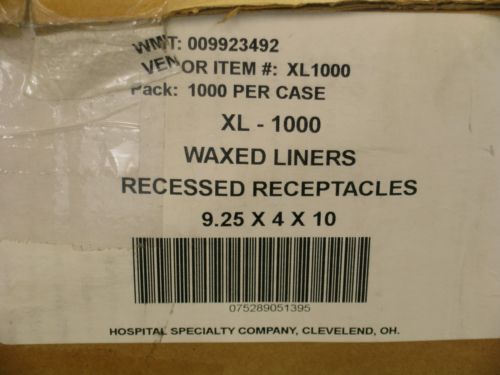 WMT: 009923492
VENDOR ITEM #: XL1000
Pack: 1000 PER CASE
XL - 1000
WAXED LINERS
RECESSED RECEPTACLES
9.25 X 4 X 10
075289051395
HOSPITAL SPECIALTY COMPANY, CLEVELEND, OH.